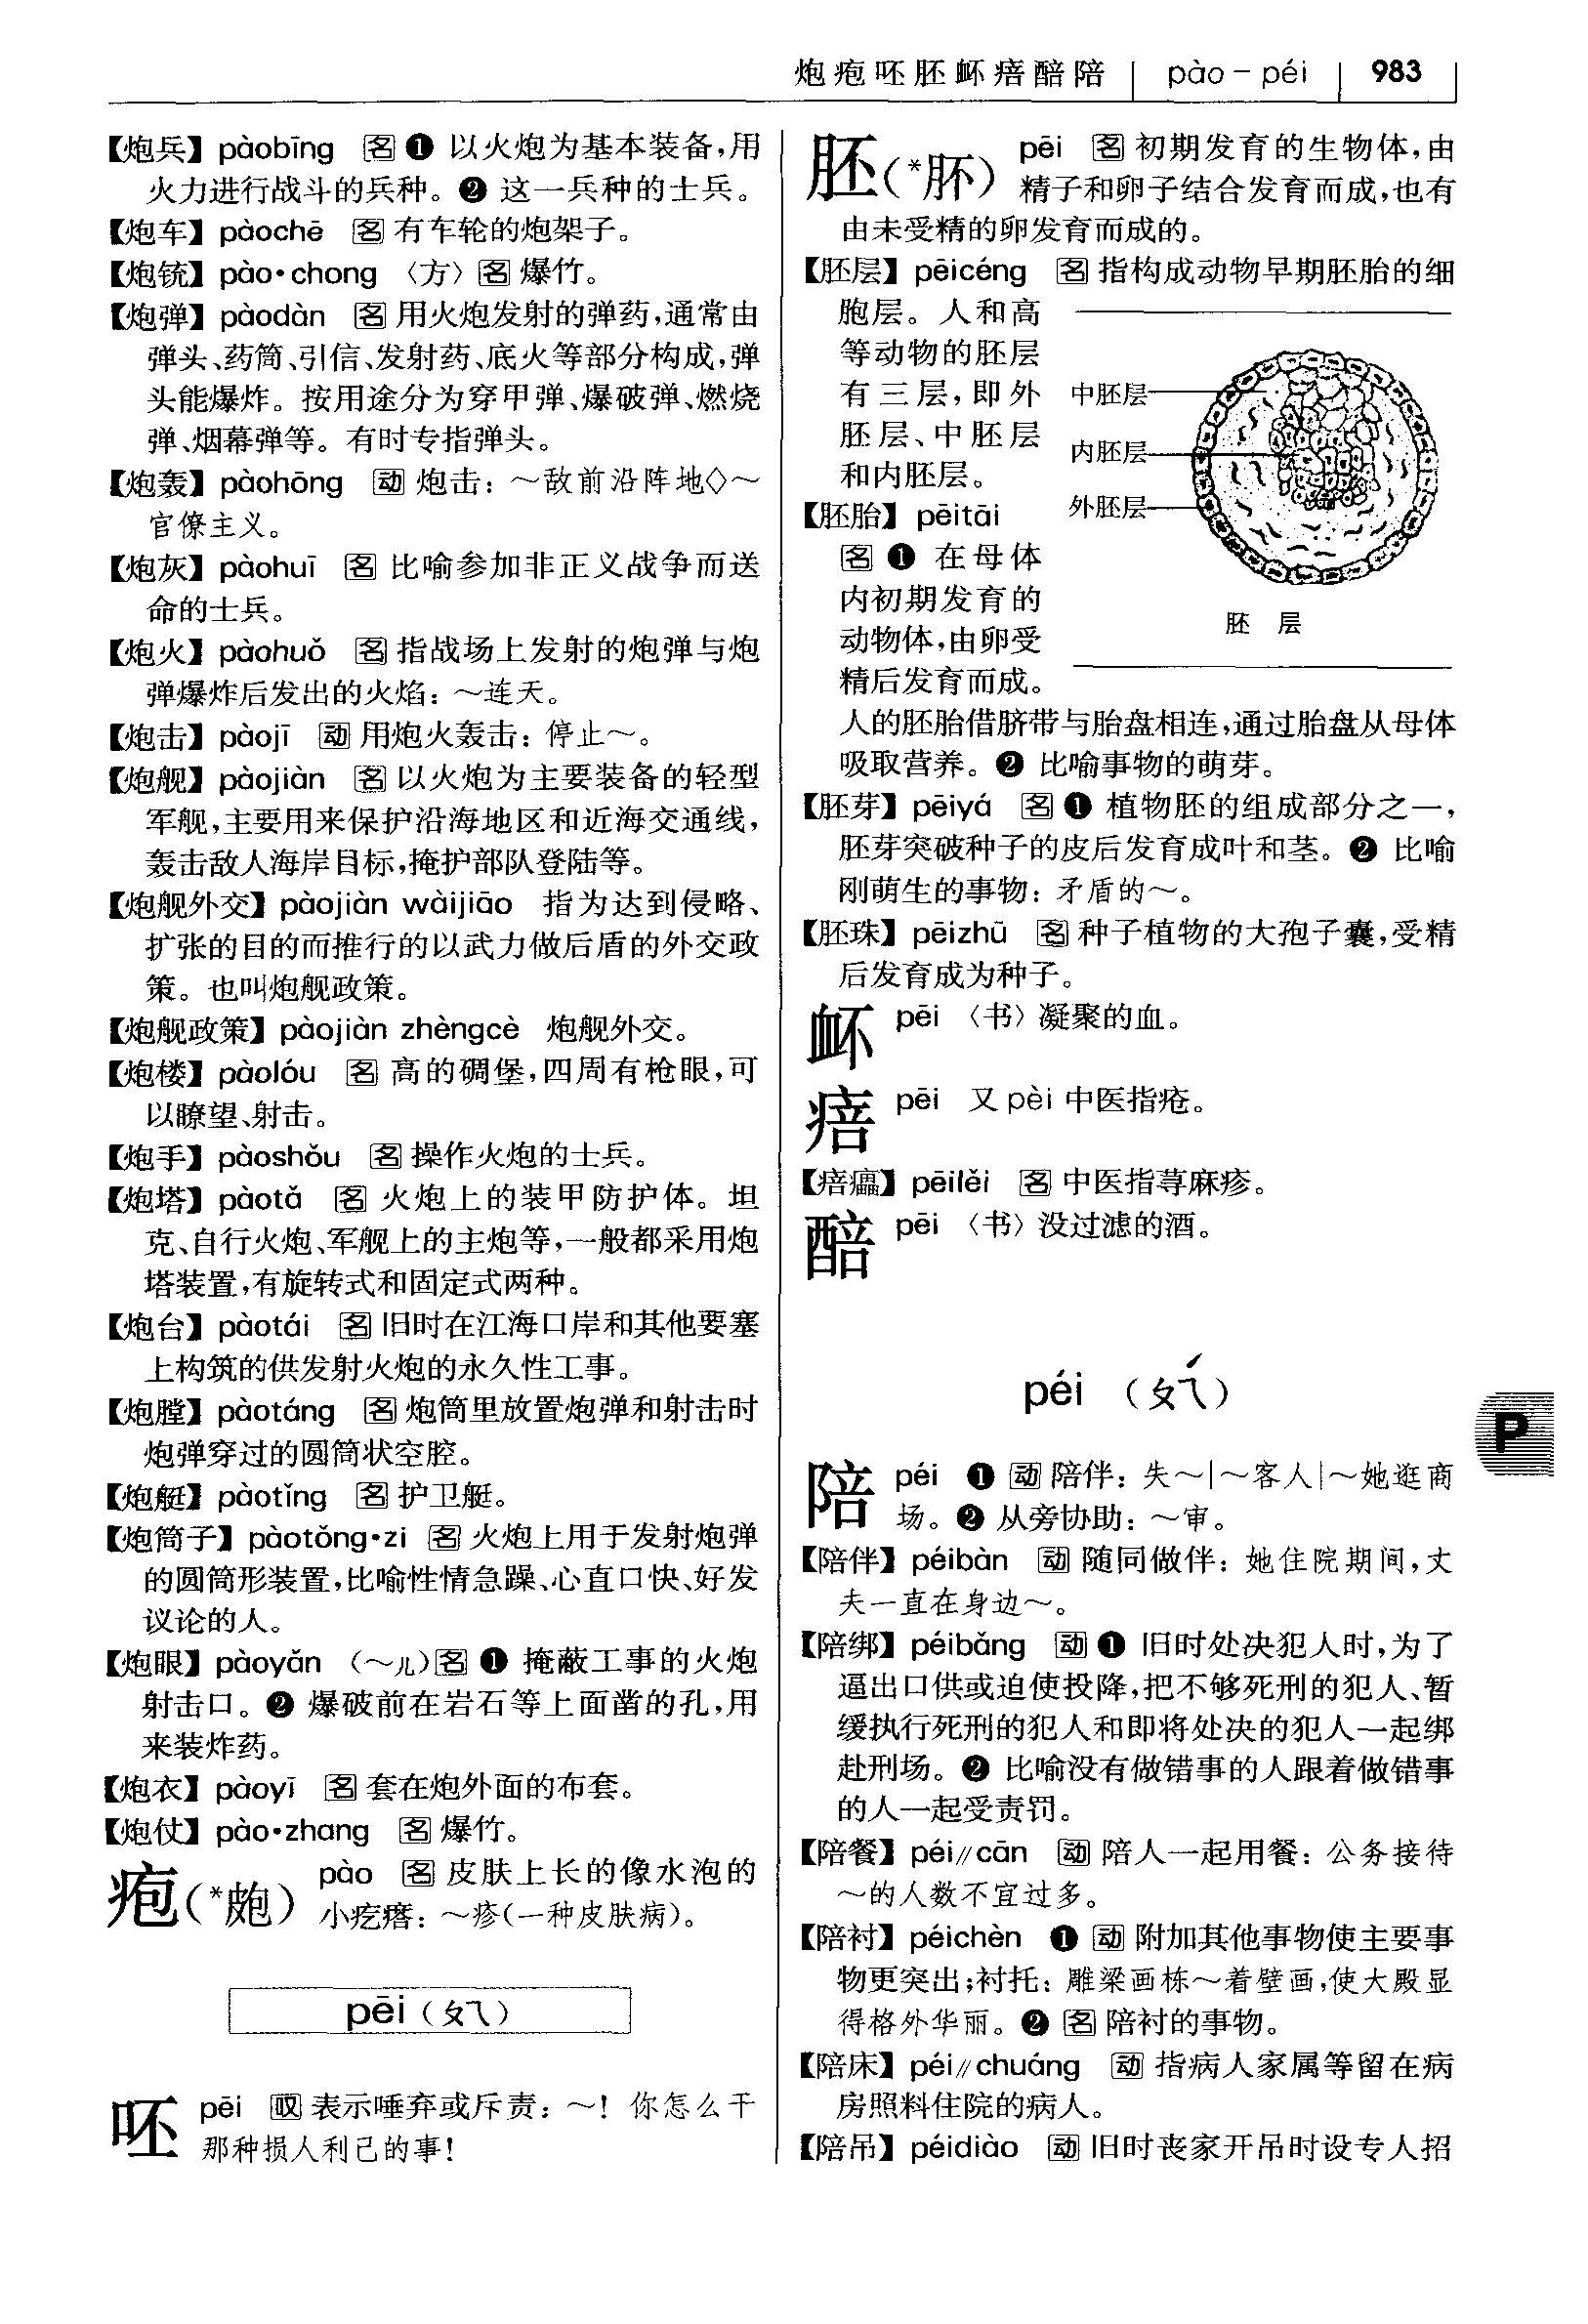 炮疱呸胚衃瘔醅陪 pào－péi 983
【炮兵】pàobīng 名❶ 以火炮为基本装备,用
火力进行战斗的兵种。❷ 这一兵种的士兵。
【炮车】pàochē 名 有车轮的炮架子。
【炮铳】pào·chong 〈方〉名 爆竹。
【炮弹】pàodàn 名 用火炮发射的弹药,通常由
弹头、药筒、引信、发射药、底火等部分构成,弹
头能爆炸。按用途分为穿甲弹、爆破弹、燃烧
弹、烟幕弹等。有时专指弹头。
【炮轰】pàohōng 动 炮击: ～敌前沿阵地◇～
官僚主义。
【炮灰】pàohuī 名 比喻参加非正义战争而送
命的士兵。
【炮火】pàohuǒ 名 指战场上发射的炮弹与炮
弹爆炸后发出的火焰: ～连天。
【炮击】pàojī 动 用炮火轰击: 停止～。
【炮舰】pàojiàn 名 以火炮为主要装备的轻型
军舰,主要用来保护沿海地区和近海交通线,
轰击敌人海岸目标,掩护部队登陆等。
【炮舰外交】pàojiàn wàijiāo 指为达到侵略、
扩张的目的而推行的以武力做后盾的外交政
策。也叫炮舰政策。
【炮舰政策】pàojiàn zhèngcè 炮舰外交。
【炮楼】pàolóu 名 高的碉堡,四周有枪眼,可
以瞭望、射击。
【炮手】pàoshǒu 名 操作火炮的士兵。
【炮塔】pàotǎ 名 火炮上的装甲防护体。坦
克、自行火炮、军舰上的主炮等,一般都采用炮
塔装置,有旋转式和固定式两种。
【炮台】pàotái 名 旧时在江海口岸和其他要塞
上构筑的供发射火炮的永久性工事。
【炮膛】pàotáng 名 炮筒里放置炮弹和射击时
炮弹穿过的圆筒状空腔。
【炮艇】pàotǐng 名 护卫艇。
【炮筒子】pàotǒng·zi 名 火炮上用于发射炮弹
的圆筒形装置,比喻性情急躁、心直口快、好发
议论的人。
【炮眼】pàoyǎn (～儿)名❶ 掩蔽工事的火炮
射击口。❷ 爆破前在岩石等上面凿的孔,用
来装炸药。
【炮衣】pàoyī 名 套在炮外面的布套。
【炮仗】pào·zhang 名 爆竹。
疱(*皰) pào 名 皮肤上长的像水泡的
小疙瘩: ～疹(一种皮肤病)。
pēi (ㄆㄟ)
呸 pēi 叹 表示唾弃或斥责: ～! 你怎么干
那种损人利己的事!
胚(*肧) pēi 名 初期发育的生物体,由
精子和卵子结合发育而成,也有
由未受精的卵发育而成的。
【胚层】pēicéng 名 指构成动物早期胚胎的细
胞层。人和高
等动物的胚层
有三层,即外
胚层、中胚层
和内胚层。
中胚层
内胚层
外胚层
胚 层
【胚胎】pēitāi
名❶ 在母体
内初期发育的
动物体,由卵受
精后发育而成。
人的胚胎借脐带与胎盘相连,通过胎盘从母体
吸取营养。❷ 比喻事物的萌芽。
【胚芽】pēiyá 名❶ 植物胚的组成部分之一,
胚芽突破种子的皮后发育成叶和茎。❷ 比喻
刚萌生的事物: 矛盾的～。
【胚珠】pēizhū 名 种子植物的大孢子囊,受精
后发育成为种子。
衃 pēi 〈书〉凝聚的血。
㾦 pēi 又 pèi 中医指疮。
【㾦癗】pēilěi 名 中医指荨麻疹。
醅 pēi 〈书〉没过滤的酒。
péi (ㄆㄟˊ)
陪 péi ❶ 动 陪伴: 失～|～客人|～她逛商
场。❷ 从旁协助: ～审。
【陪伴】péibàn 动 随同做伴: 她住院期间,丈
夫一直在身边～。
【陪绑】péibǎng 动❶ 旧时处决犯人时,为了
逼出口供或迫使投降,把不够死刑的犯人、暂
缓执行死刑的犯人和即将处决的犯人一起绑
赴刑场。❷ 比喻没有做错事的人跟着做错事
的人一起受责罚。
【陪餐】péi//cān 动 陪人一起用餐: 公务接待
～的人数不宜过多。
【陪衬】péichèn ❶ 动 附加其他事物使主要事
物更突出;衬托: 雕梁画栋～着壁画,使大殿显
得格外华丽。❷ 名 陪衬的事物。
【陪床】péi//chuáng 动 指病人家属等留在病
房照料住院的病人。
【陪吊】péidiào 动 旧时丧家开吊时设专人招
P